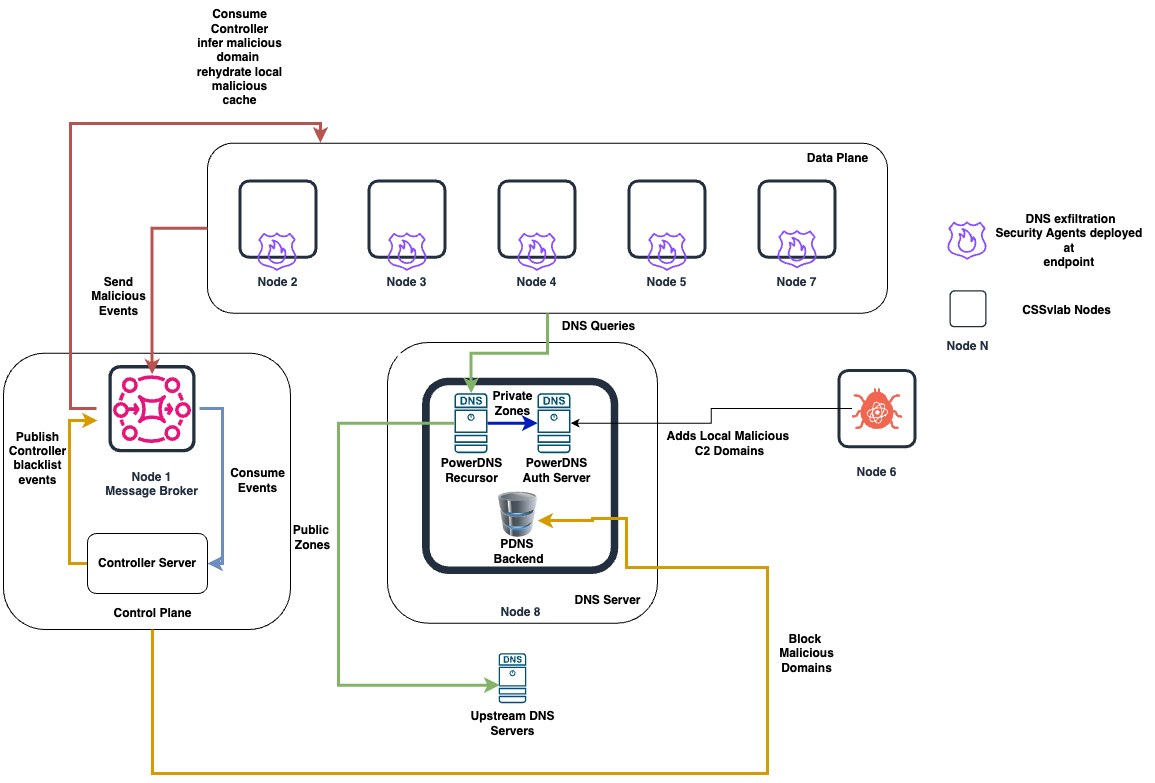 Consume
Controller
infer malicious
domain
rehydrate local
malicious
cache
Data Plane
Node 2
Node 3
Node 4
Node 5
Node 7
DNS exfiltration
Security Agents deployed
at
endpoint
CSSvlab Nodes
Node N
Send
Malicious
Events
DNS Queries
DNS
DNS
Private
Zones
PowerDNS
Recursor
PowerDNS
Auth Server
PDNS
Backend
DNS Server
Node 8
Adds Local Malicious
C2 Domains
Node 6
Publish
Controller
blacklist
events
Node 1
Message Broker
Consume
Events
Controller Server
Control Plane
Public
Zones
Block
Malicious
Domains
DNS
Upstream DNS
Servers